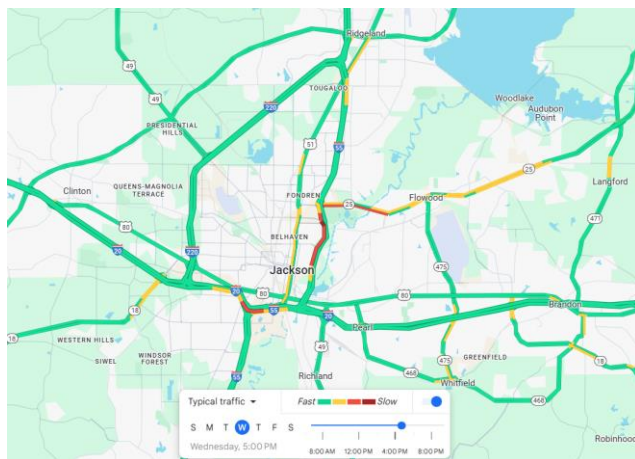 Ridgeland
49
TOUGALOO
220
Woodlake
49
Audubon
Point
PRESIDENTIAL
HILLS
51
55
25
Clinton
QUEENS-MAGNOLIA
TERRACE
FONDREN
Flowood
Langford
80
25
471
BELHAVEN
20
220
Jackson
475
20
80
80
18
55
20
Brandon
18
Pearl
WESTERN HILLS
49
475
GREENFIELD
18
SIWEL
WINDSOR
FOREST
55
Richland
468
Whitfield
468
Robinhood
Typical traffic
Fast
Slow
S M T W T F S
Wednesday, 5:00 PM
8:00 AM 12:00 PM 4:00 PM 8:00 PM